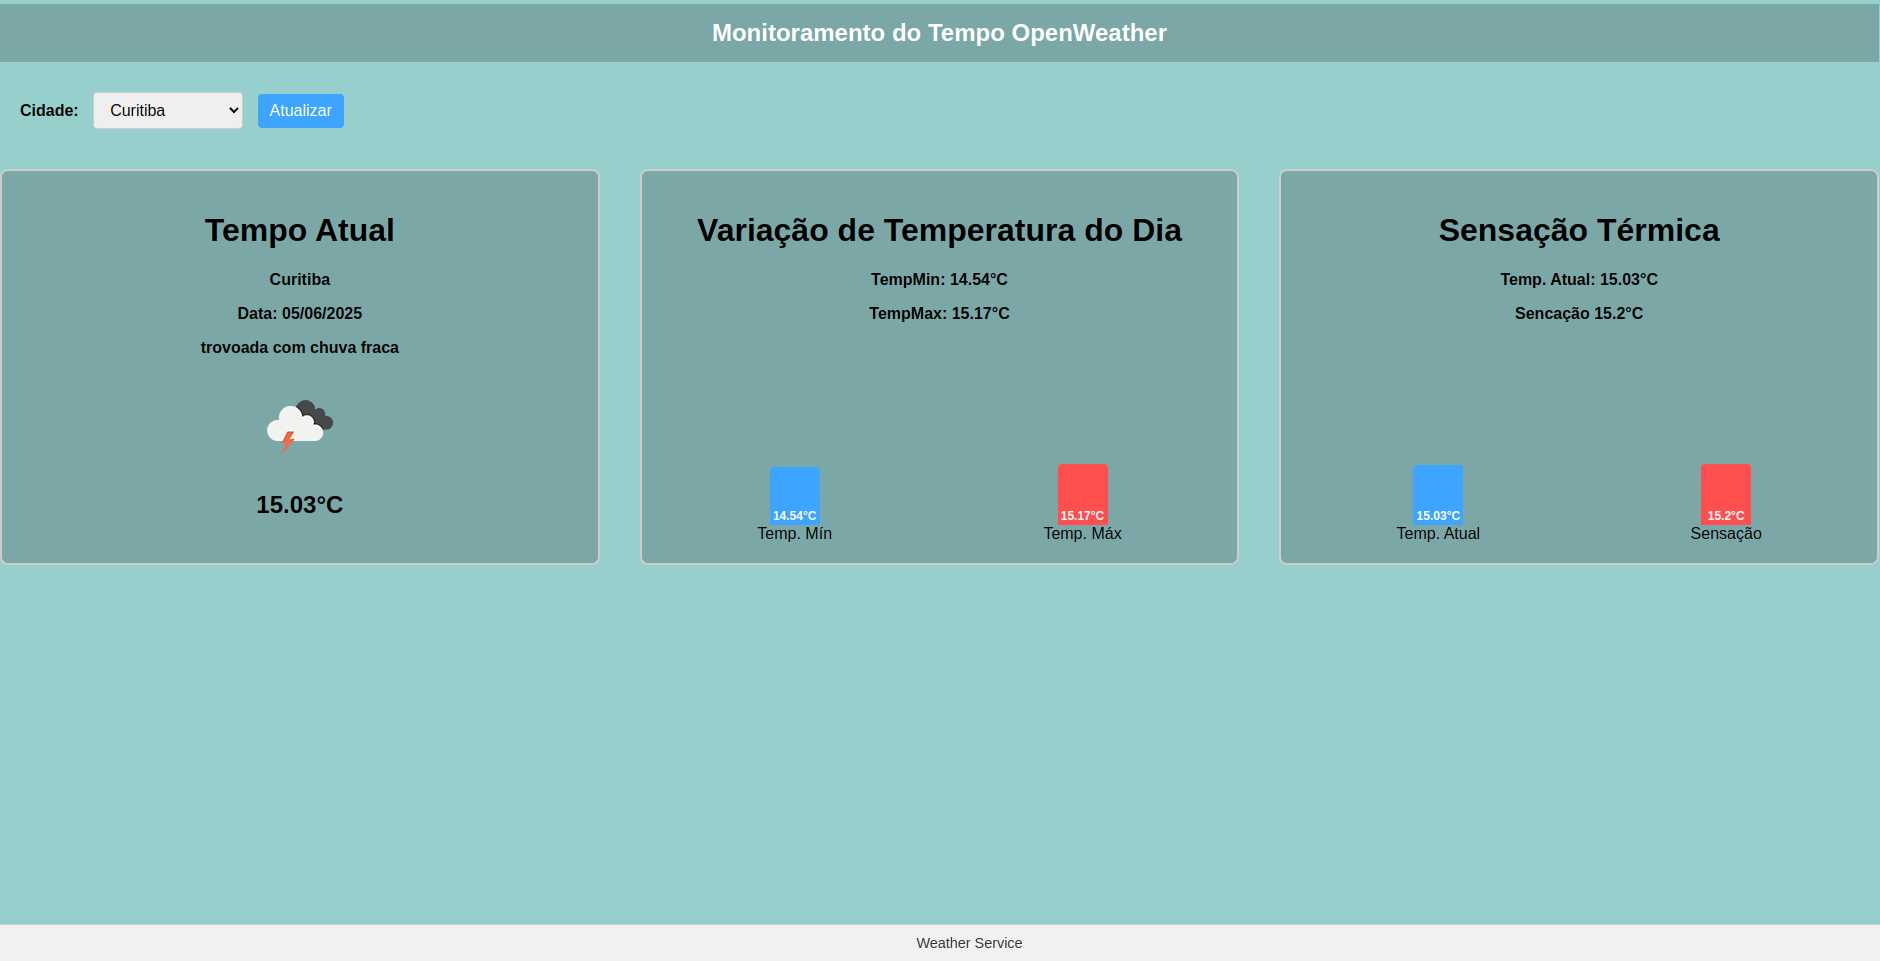 Monitoramento do Tempo OpenWeather
Cidade: Curitiba Atualizar
Tempo Atual
Curitiba
Data: 05/06/2025
trovoada com chuva fraca
15.03°C
Variação de Temperatura do Dia
TempMin: 14.54°C
TempMax: 15.17°C
14.54°C
Temp. Mín
15.17°C
Temp. Máx
Sensação Térmica
Temp. Atual: 15.03°C
Sencação 15.2°C
15.03°C
Temp. Atual
15.2°C
Sensação
Weather Service